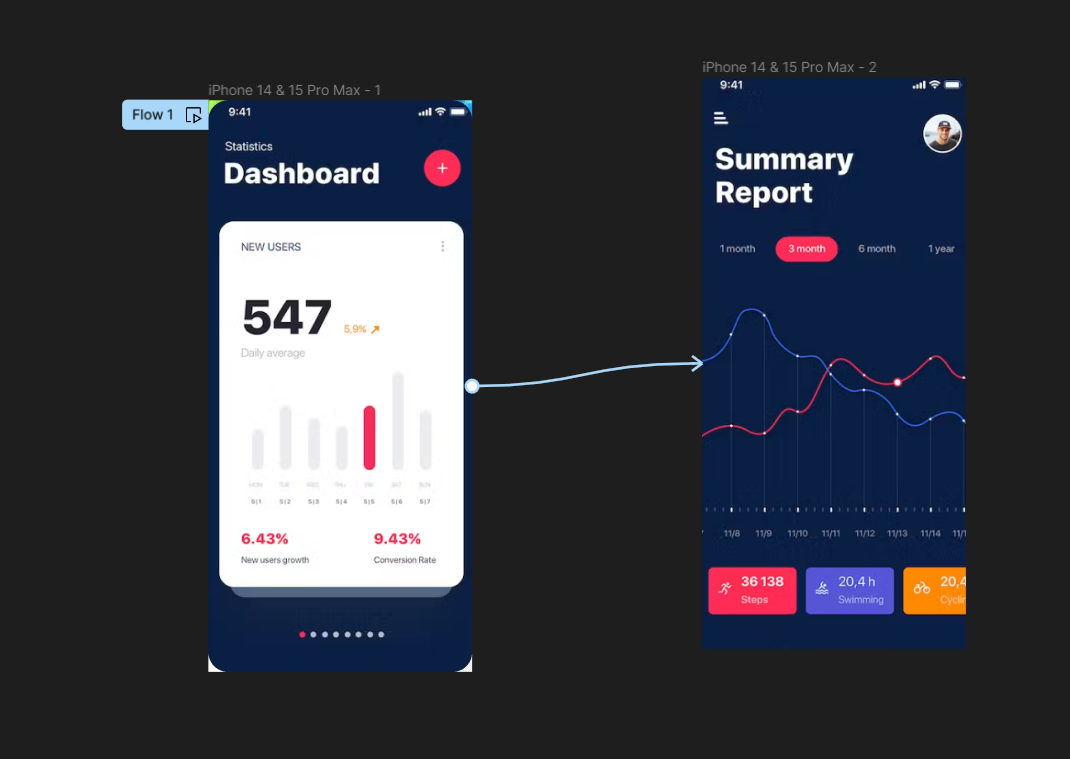 iPhone 14 & 15 Pro Max - 1
Flow 1
9:41
Statistics
Dashboard
+
NEW USERS
547
5,9%
Daily average
MON TUE WED THU FRI SAT SUN
5|1 5|2 5|3 5|4 5|5 5|6 5|7
6.43% 9.43%
New users growth Conversion Rate
iPhone 14 & 15 Pro Max - 2
9:41
Summary
Report
1 month 3 month 6 month 1 year
11/8 11/9 11/10 11/11 11/12 11/13 11/14 11/1
36 138
Steps
20,4 h
Swimming
20,4
Cyclin